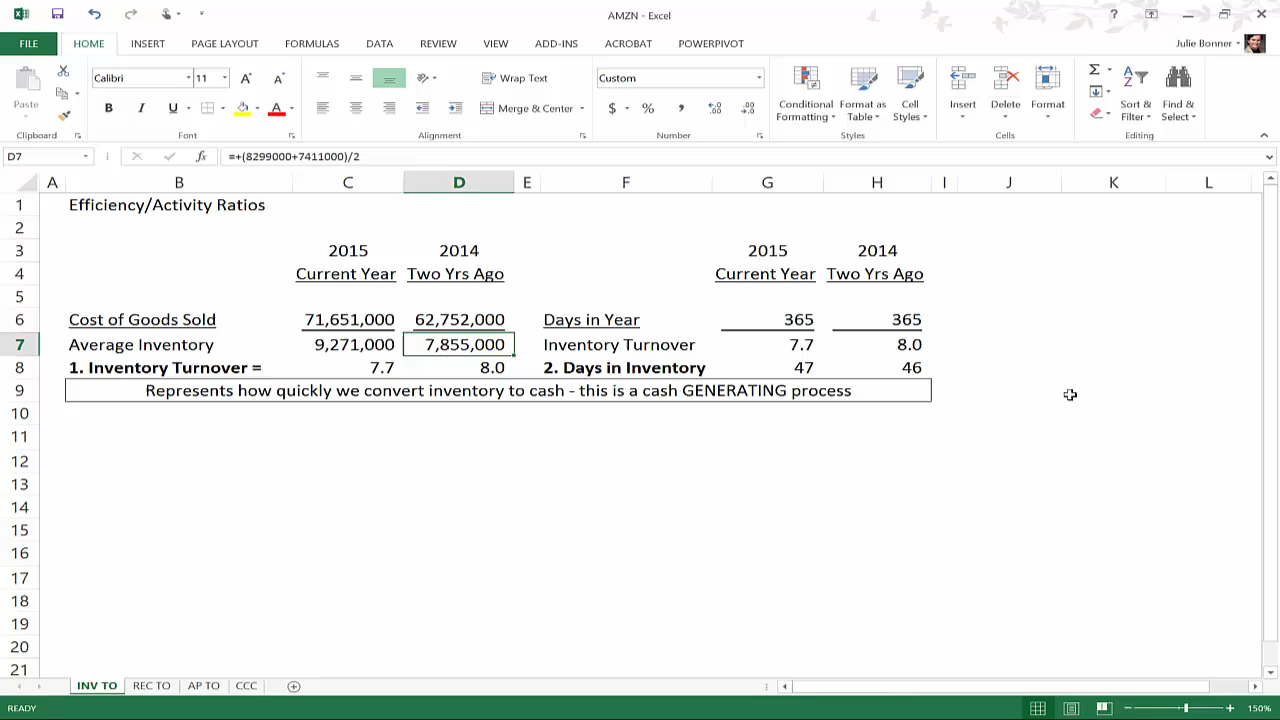 AMZN - Excel
FILE HOME INSERT PAGE LAYOUT FORMULAS DATA REVIEW VIEW ADD-INS ACROBAT POWERPIVOT Julie Bonner
Paste
Calibri 11
B I U
Wrap Text
Merge & Center
Custom
$ %
Conditional Formatting
Format as Table
Cell Styles
Insert Delete Format
Sort & Filter
Find & Select
Clipboard Font Alignment Number Styles Cells Editing
D7 fx =+(8299000+7411000)/2
A B C D E F G H I J K L
1 Efficiency/Activity Ratios
2
3 2015 2014 2015 2014
4 Current Year Two Yrs Ago Current Year Two Yrs Ago
5
6 Cost of Goods Sold 71,651,000 62,752,000 Days in Year 365 365
7 Average Inventory 9,271,000 7,855,000 Inventory Turnover 7.7 8.0
8 1. Inventory Turnover = 7.7 8.0 2. Days in Inventory 47 46
9 Represents how quickly we convert inventory to cash - this is a cash GENERATING process
10
11
12
13
14
15
16
17
18
19
20
21
INV TO REC TO AP TO CCC
READY 150%